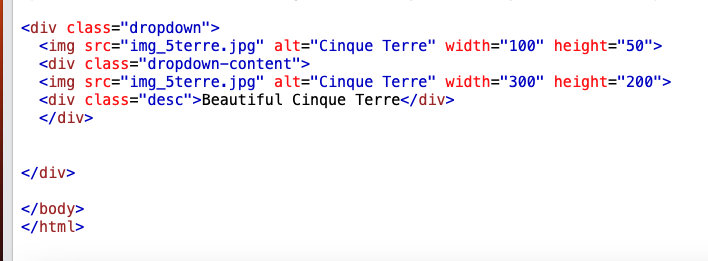 <div class="dropdown">
  <img src="img_5terre.jpg" alt="Cinque Terre" width="100" height="50">
  <div class="dropdown-content">
  <img src="img_5terre.jpg" alt="Cinque Terre" width="300" height="200">
  <div class="desc">Beautiful Cinque Terre</div>
  </div>
</div>
</body>
</html>